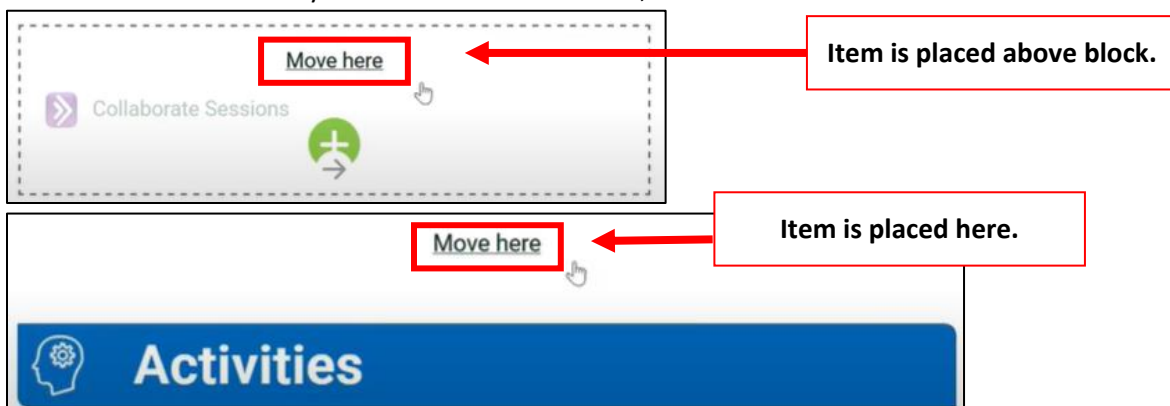 Move here
Item is placed above block.
Collaborate Sessions
Move here
Item is placed here.
Activities